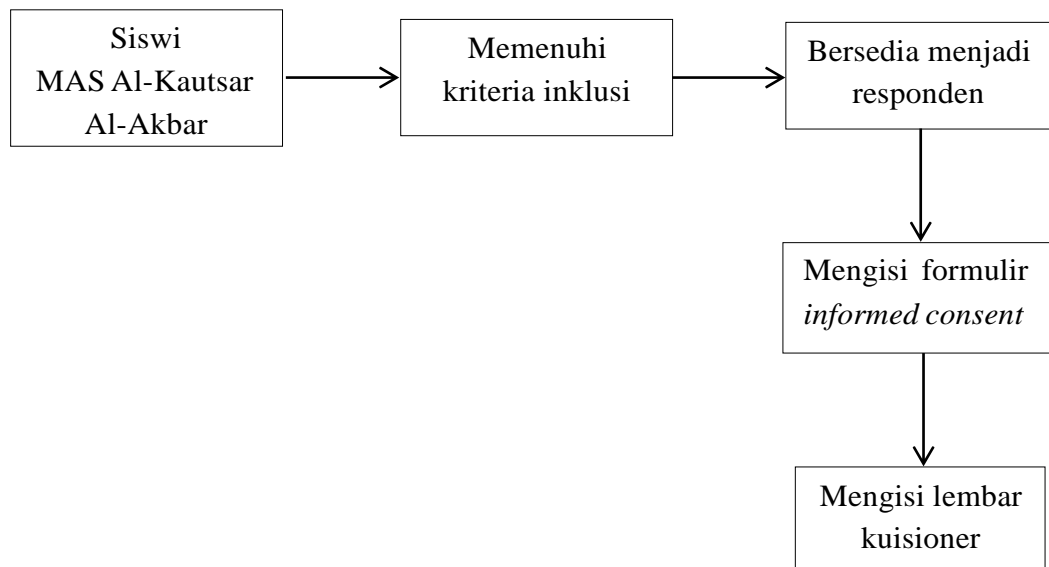 Siswi
MAS Al-Kautsar
Al-Akbar
Memenuhi
kriteria inklusi
Bersedia menjadi
responden
Mengisi formulir
informed consent
Mengisi lembar
kuisioner